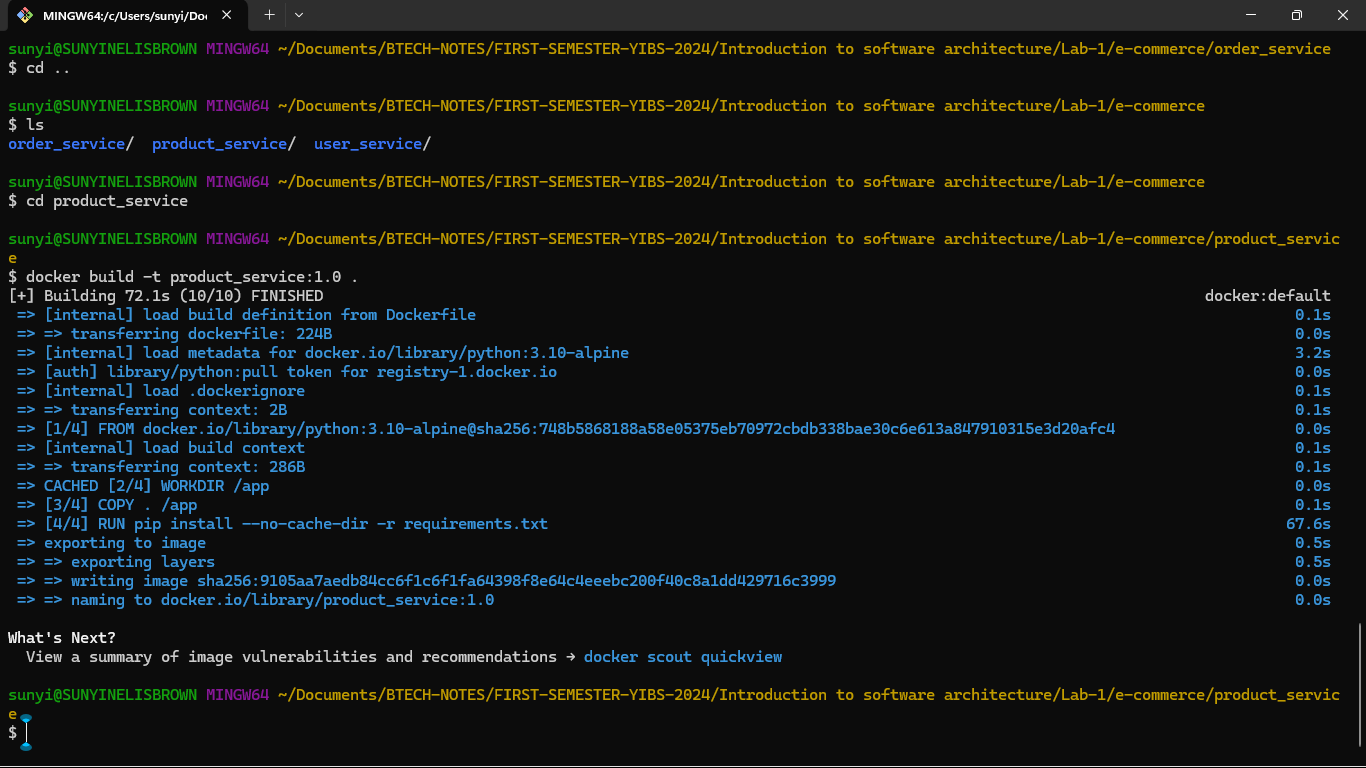 MINGW64:/c/Users/sunyi/Do
sunyi@SUNYINELISBROWN MINGW64 ~/Documents/BTECH-NOTES/FIRST-SEMESTER-YIBS-2024/Introduction to software architecture/Lab-1/e-commerce/order_service
$ cd ..
sunyi@SUNYINELISBROWN MINGW64 ~/Documents/BTECH-NOTES/FIRST-SEMESTER-YIBS-2024/Introduction to software architecture/Lab-1/e-commerce
$ ls
order_service/  product_service/  user_service/
sunyi@SUNYINELISBROWN MINGW64 ~/Documents/BTECH-NOTES/FIRST-SEMESTER-YIBS-2024/Introduction to software architecture/Lab-1/e-commerce
$ cd product_service
sunyi@SUNYINELISBROWN MINGW64 ~/Documents/BTECH-NOTES/FIRST-SEMESTER-YIBS-2024/Introduction to software architecture/Lab-1/e-commerce/product_servic
e
$ docker build -t product_service:1.0 .
[+] Building 72.1s (10/10) FINISHED docker:default
=> [internal] load build definition from Dockerfile 0.1s
=> => transferring dockerfile: 224B 0.0s
=> [internal] load metadata for docker.io/library/python:3.10-alpine 3.2s
=> [auth] library/python:pull token for registry-1.docker.io 0.0s
=> [internal] load .dockerignore 0.1s
=> => transferring context: 2B 0.1s
=> [1/4] FROM docker.io/library/python:3.10-alpine@sha256:748b5868188a58e05375eb70972cbdb338bae30c6e613a847910315e3d20afc4 0.0s
=> [internal] load build context 0.1s
=> => transferring context: 286B 0.1s
=> CACHED [2/4] WORKDIR /app 0.0s
=> [3/4] COPY . /app 0.1s
=> [4/4] RUN pip install --no-cache-dir -r requirements.txt 67.6s
=> exporting to image 0.5s
=> => exporting layers 0.5s
=> => writing image sha256:9105aa7aedb84cc6f1c6f1fa64398f8e64c4eeebc200f40c8a1dd429716c3999 0.0s
=> => naming to docker.io/library/product_service:1.0 0.0s
What's Next?
View a summary of image vulnerabilities and recommendations → docker scout quickview
sunyi@SUNYINELISBROWN MINGW64 ~/Documents/BTECH-NOTES/FIRST-SEMESTER-YIBS-2024/Introduction to software architecture/Lab-1/e-commerce/product_servic
e
$